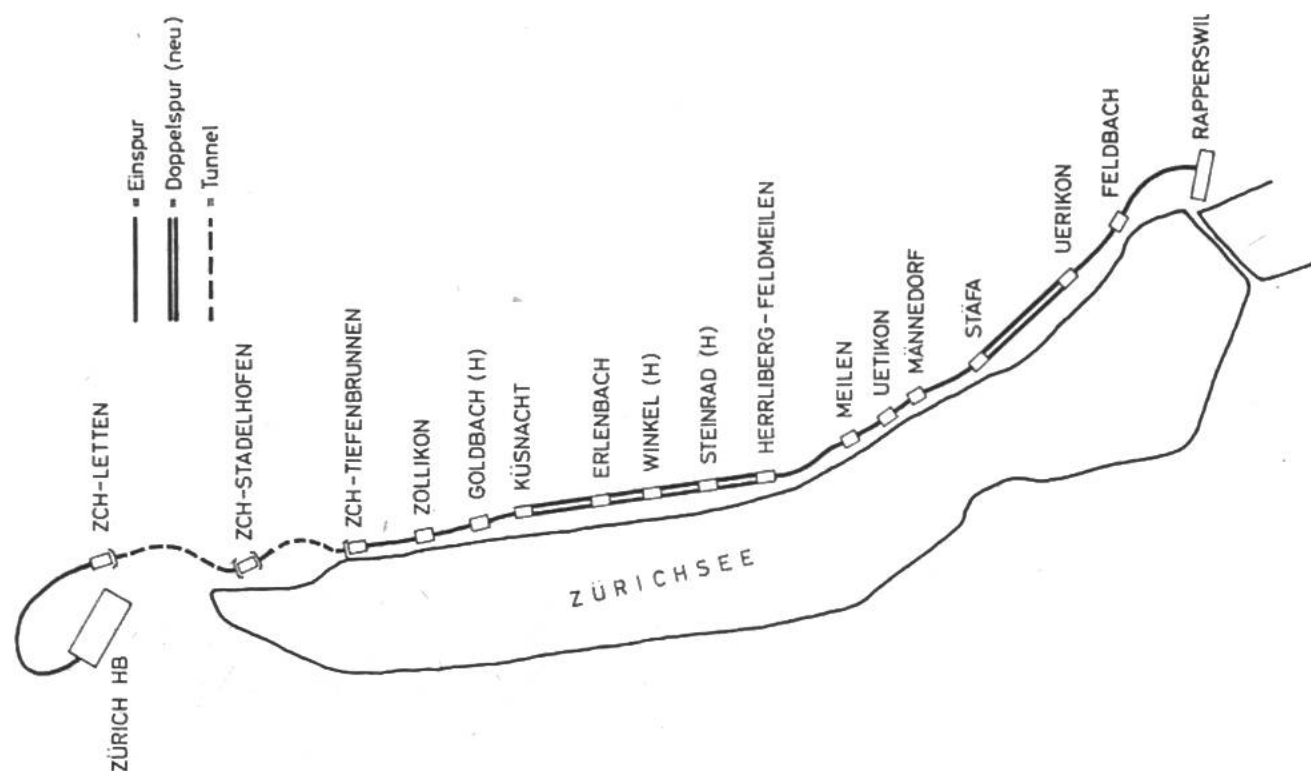 = Einspur
= Doppelspur (neu)
= Tunnel
ZÜRICH HB
ZCH-LETTEN
ZCH-STADELHOFEN
ZCH-TIEFENBRUNNEN
ZOLLIKON
GOLDBACH (H)
KÜSNACHT
ERLENBACH
WINKEL (H)
STEINRAD (H)
HERRLIBERG-FELDMEILEN
MEILEN
UETIKON
MÄNNEDORF
STÄFA
UERIKON
FELDBACH
RAPPERSWIL
ZÜRICHSEE